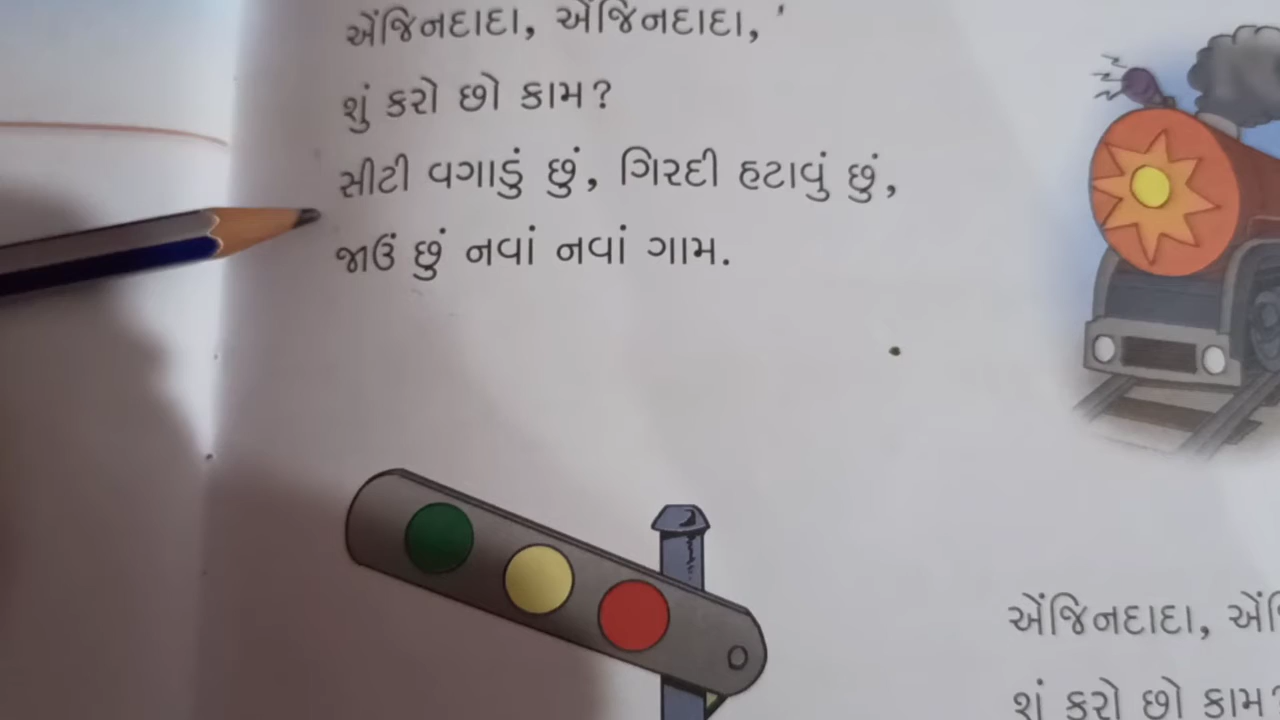 એંજિનદાદા, એંજિનદાદા,
શું કરો છો કામ?
સીટી વગાડું છું, ગિરદી હટાવું છું,
જાઉં છું નવાં નવાં ગામ.
એંજિનદાદા,
શું કરો છો કામ?